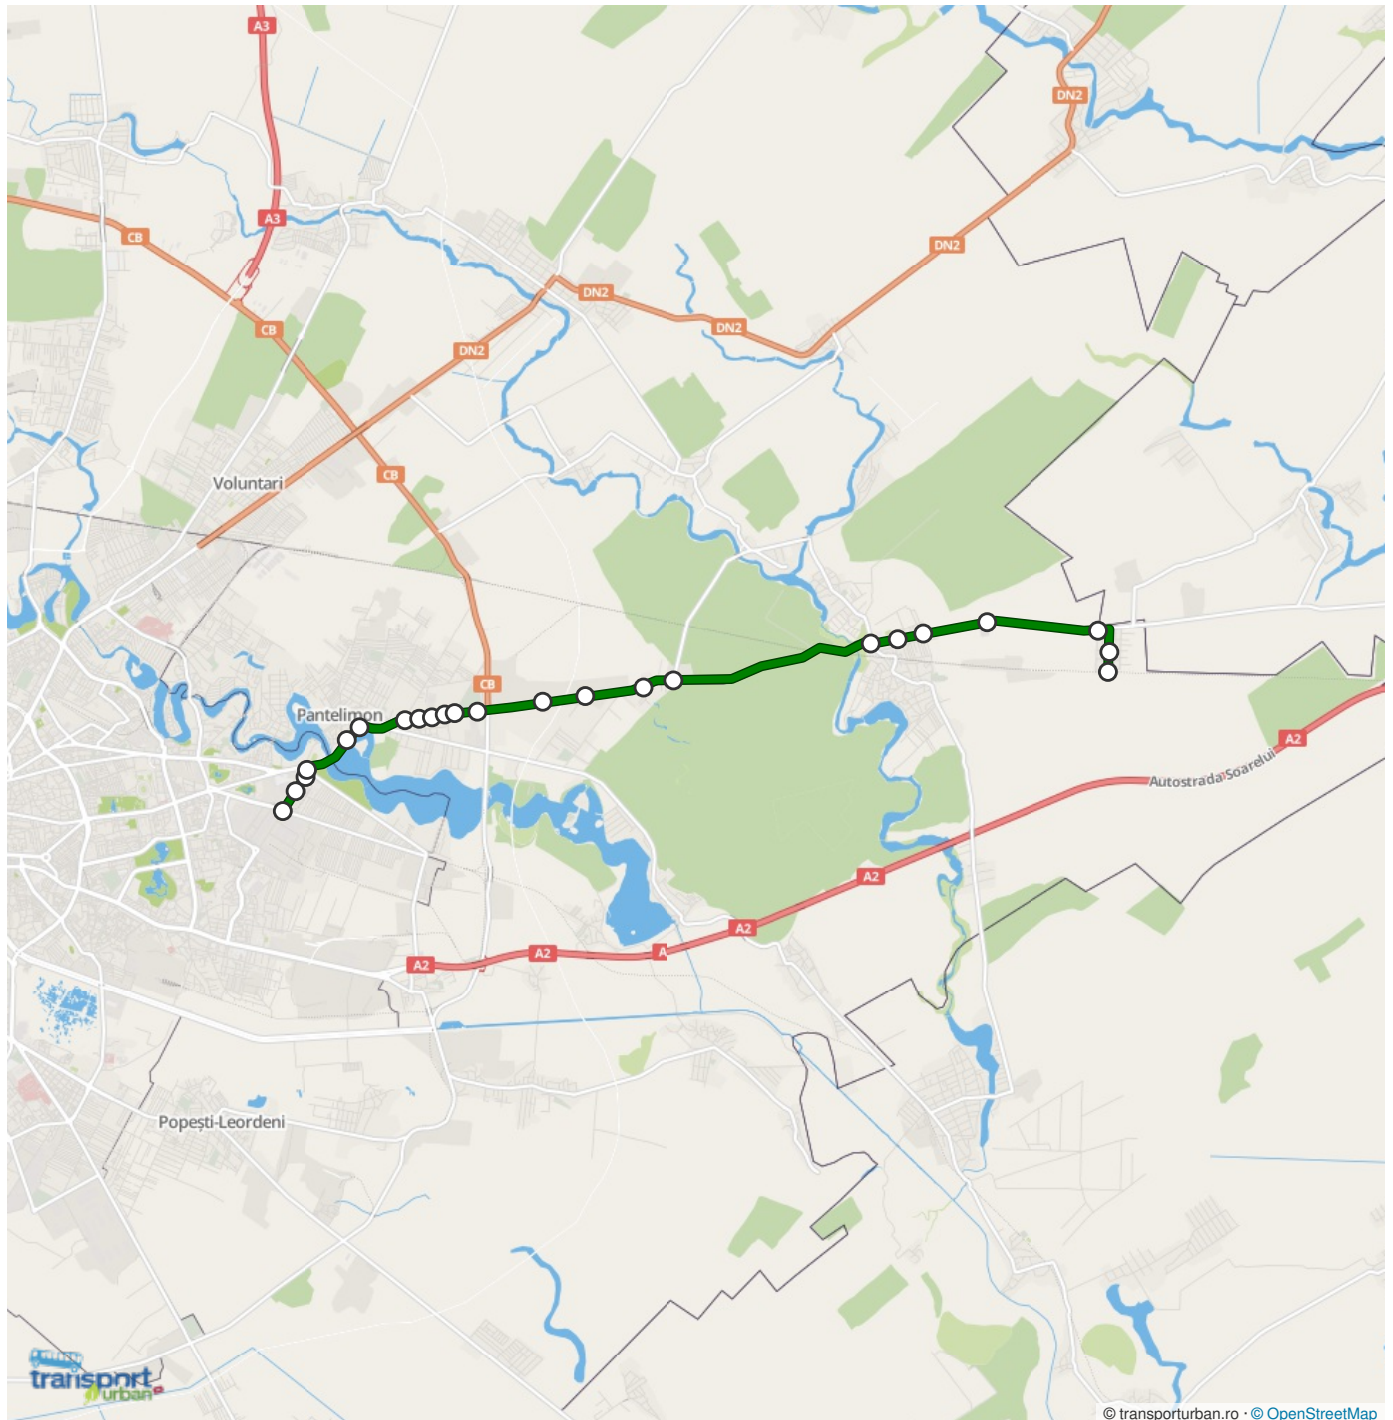 A3
A3
CB
DN2
DN2
DN2
DN2
CB
DN2
CB
Voluntari
CB
Pantelimon
A2
Autostrada Soarelui
A2
A2
A2
A2
A
Popești-Leordeni
transport
urban
© transporturban.ro · © OpenStreetMap